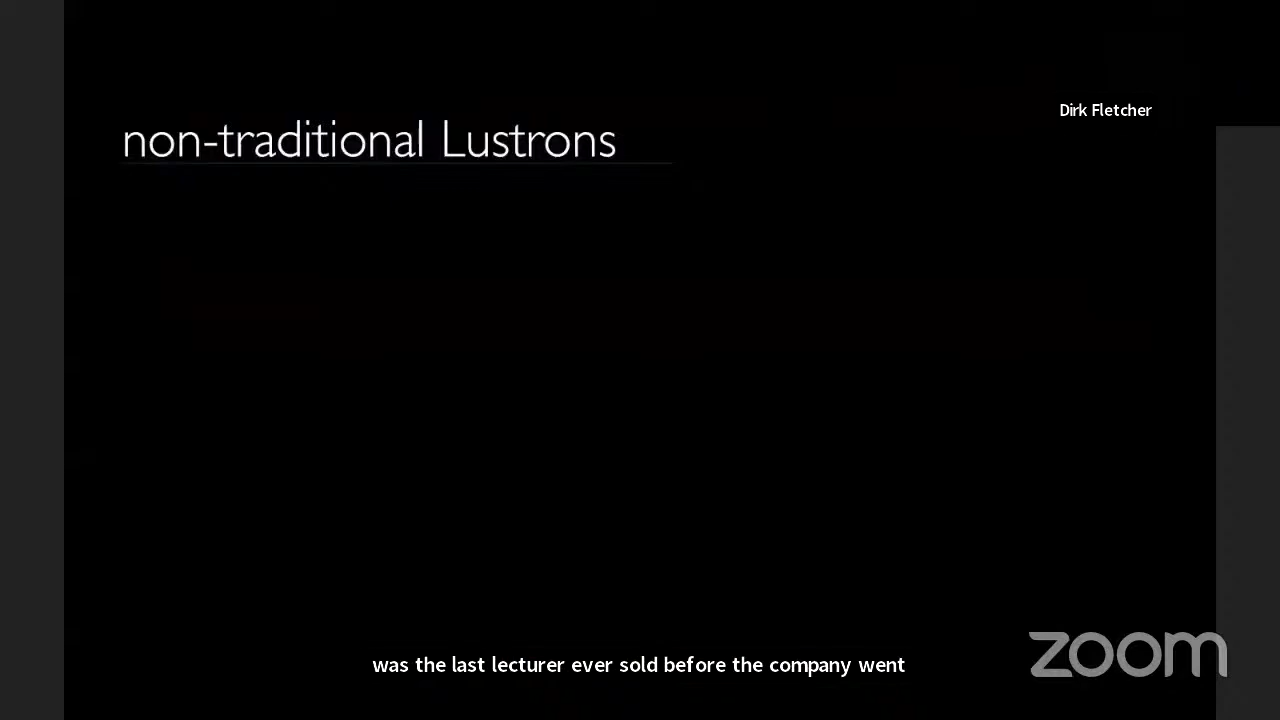 Dirk Fletcher
non-traditional Lustrons
was the last lecturer ever sold before the company went
zoom